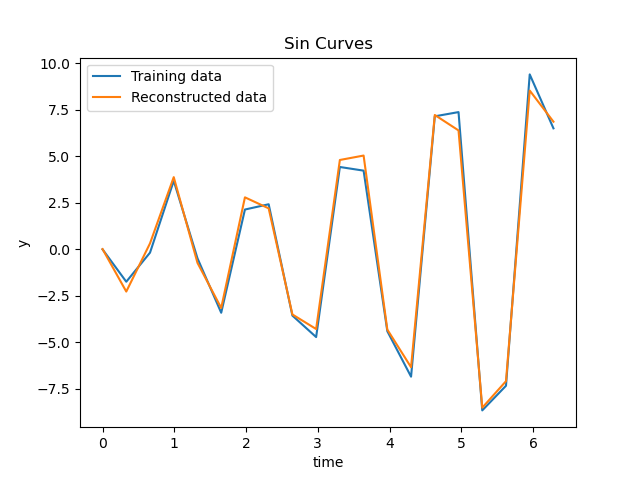 Sin Curves
Training data
Reconstructed data
10.0
7.5
5.0
2.5
0.0
−2.5
−5.0
−7.5
y
0 1 2 3 4 5 6
time